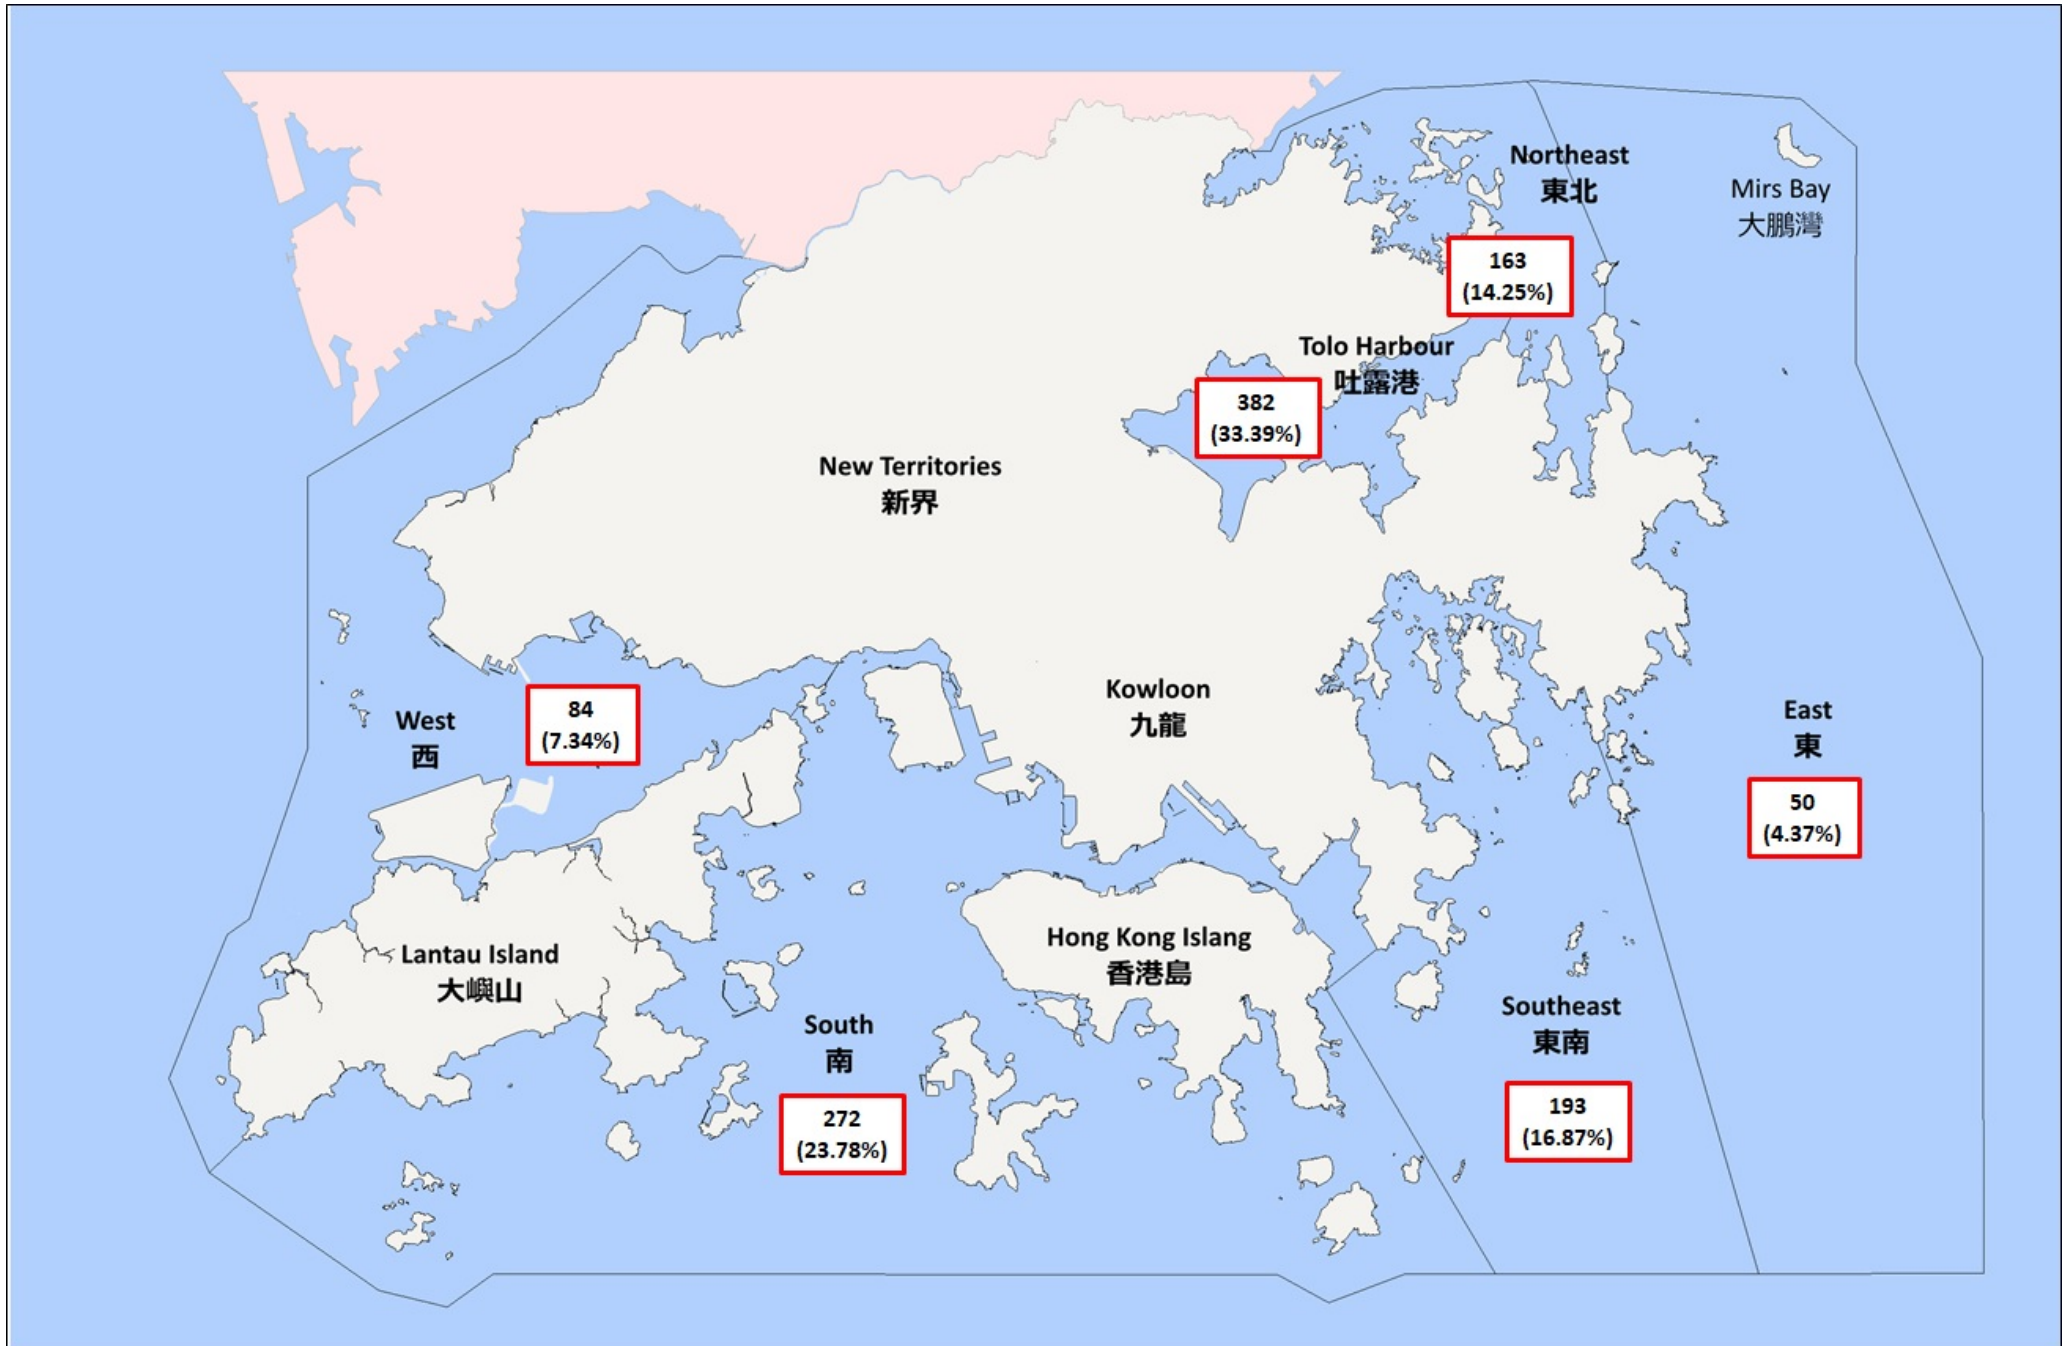 Northeast
東北
Mirs Bay
大鵬灣
163
(14.25%)
Tolo Harbour
吐露港
382
(33.39%)
New Territories
新界
Kowloon
九龍
84
(7.34%)
West
西
East
東
50
(4.37%)
Lantau Island
大嶼山
Hong Kong Islang
香港島
South
南
272
(23.78%)
Southeast
東南
193
(16.87%)